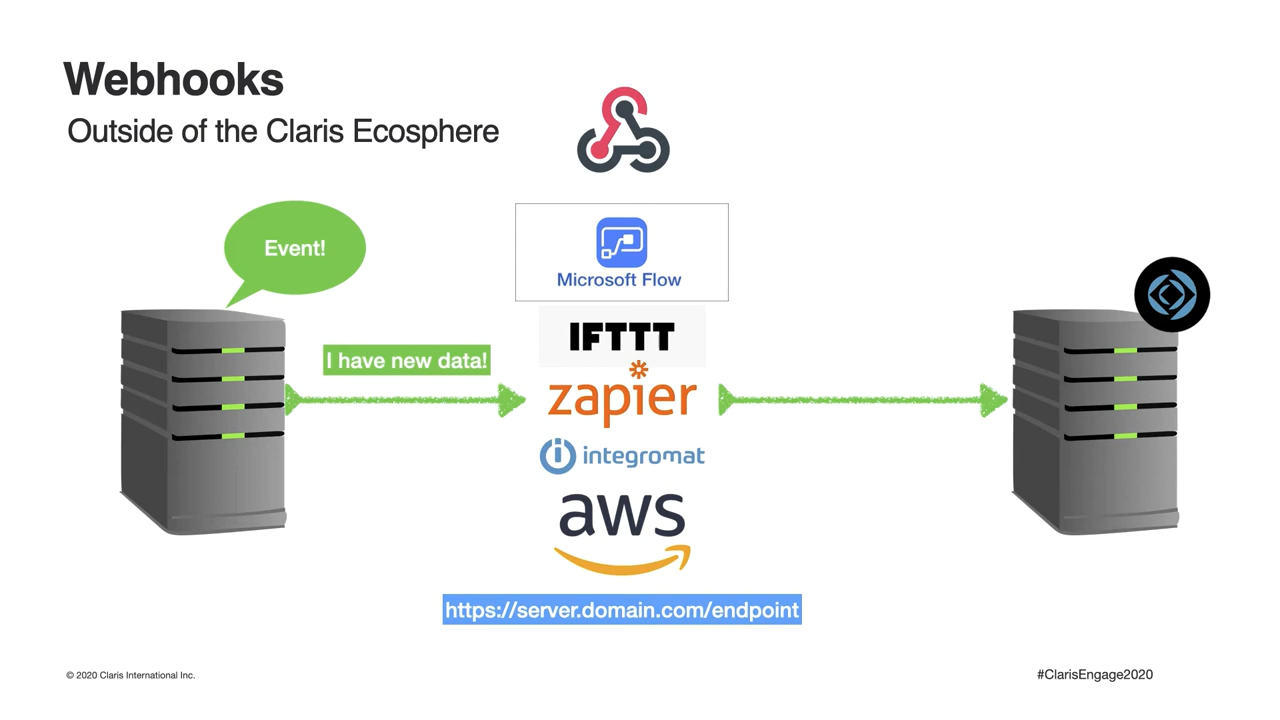 Webhooks
Outside of the Claris Ecosphere
Event!
I have new data!
Microsoft Flow
IFTTT
zapier
integromat
aws
https://server.domain.com/endpoint
© 2020 Claris International Inc.
#ClarisEngage2020